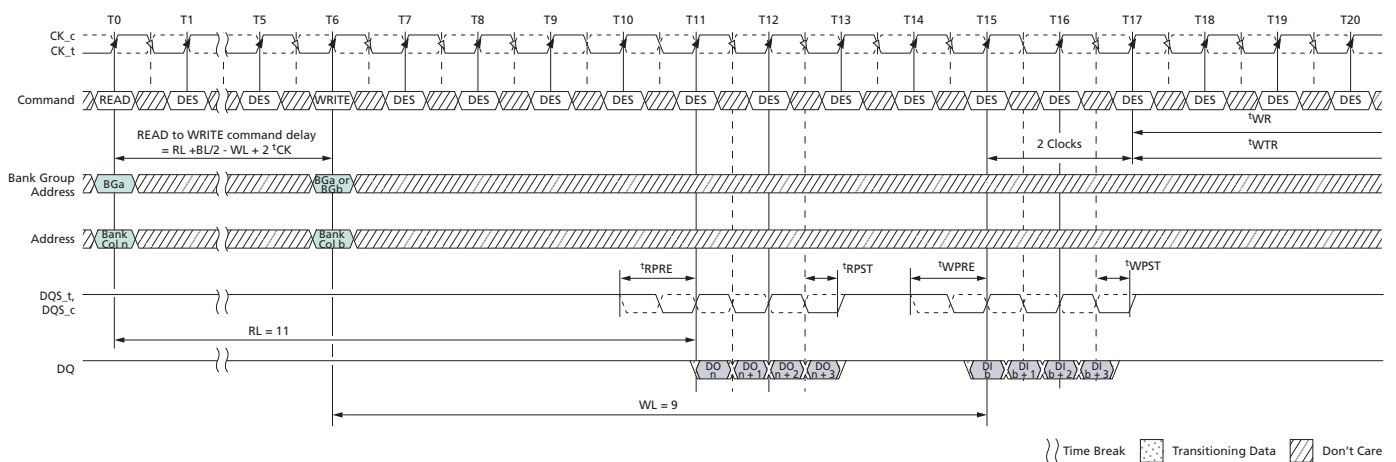 T0 T1 T5 T6 T7 T8 T9 T10 T11 T12 T13 T14 T15 T16 T17 T18 T19 T20
CK_c
CK_t
Command READ DES DES WRITE DES DES DES DES DES DES DES DES DES DES DES DES DES DES
READ to WRITE command delay
= RL +BL/2 - WL + 2 tCK
tWR
2 Clocks
tWTR
Bank Group
Address
BGa
BGa or
BGb
Address
Bank
Col n
Bank
Col b
tRPRE tRPST tWPRE tWPST
DQS_t,
DQS_c
RL = 11
DQ
DO
n
DO
n + 1
DO
n + 2
DO
n + 3
DI
b
DI
b + 1
DI
b + 2
DI
b + 3
WL = 9
Time Break Transitioning Data Don't Care